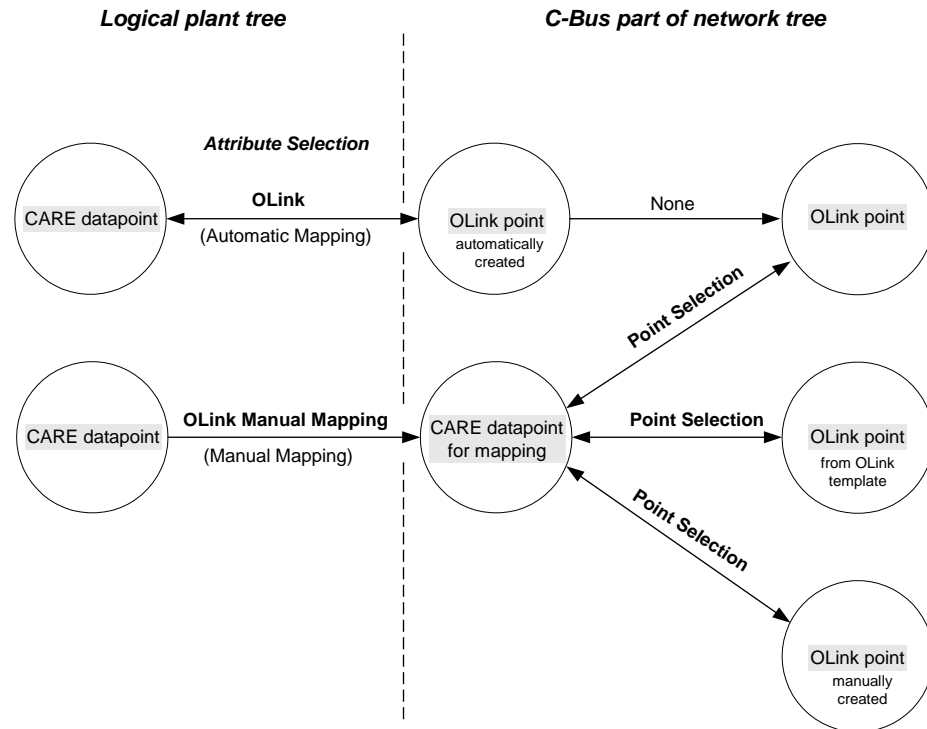 Logical plant tree
C-Bus part of network tree
Attribute Selection
CARE datapoint
OLink
(Automatic Mapping)
OLink point
automatically
created
None
OLink point
Point Selection
CARE datapoint
OLink Manual Mapping
(Manual Mapping)
CARE datapoint
for mapping
Point Selection
OLink point
from OLink
template
Point Selection
OLink point
manually
created